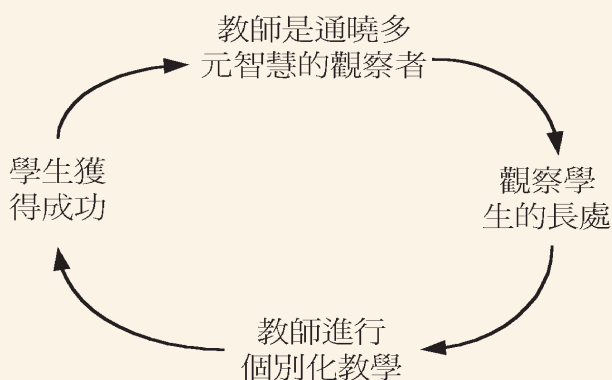 教師是通曉多
元智慧的觀察者
觀察學
生的長處
教師進行
個別化教學
學生獲
得成功